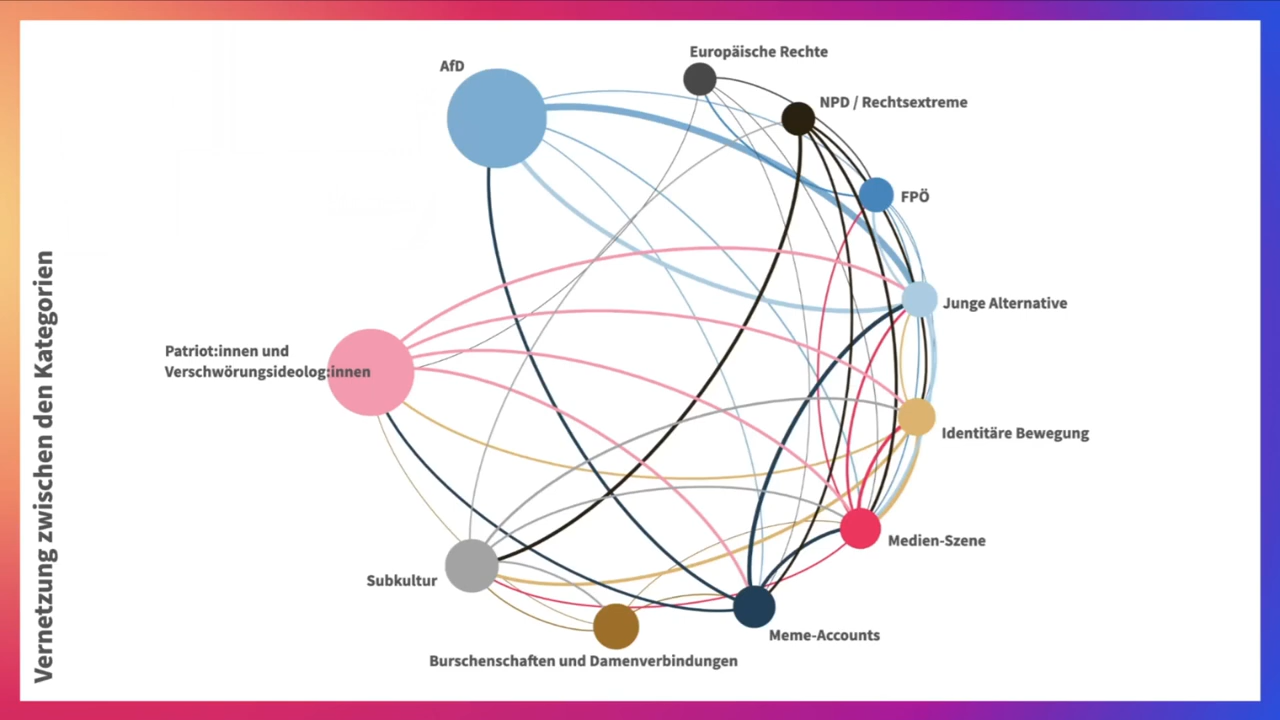 Vernetzung zwischen den Kategorien
AfD
Europäische Rechte
NPD / Rechtsextreme
FPÖ
Junge Alternative
Patriot:innen und
Verschwörungsideolog:innen
Identitäre Bewegung
Medien-Szene
Subkultur
Meme-Accounts
Burschenschaften und Damenverbindungen